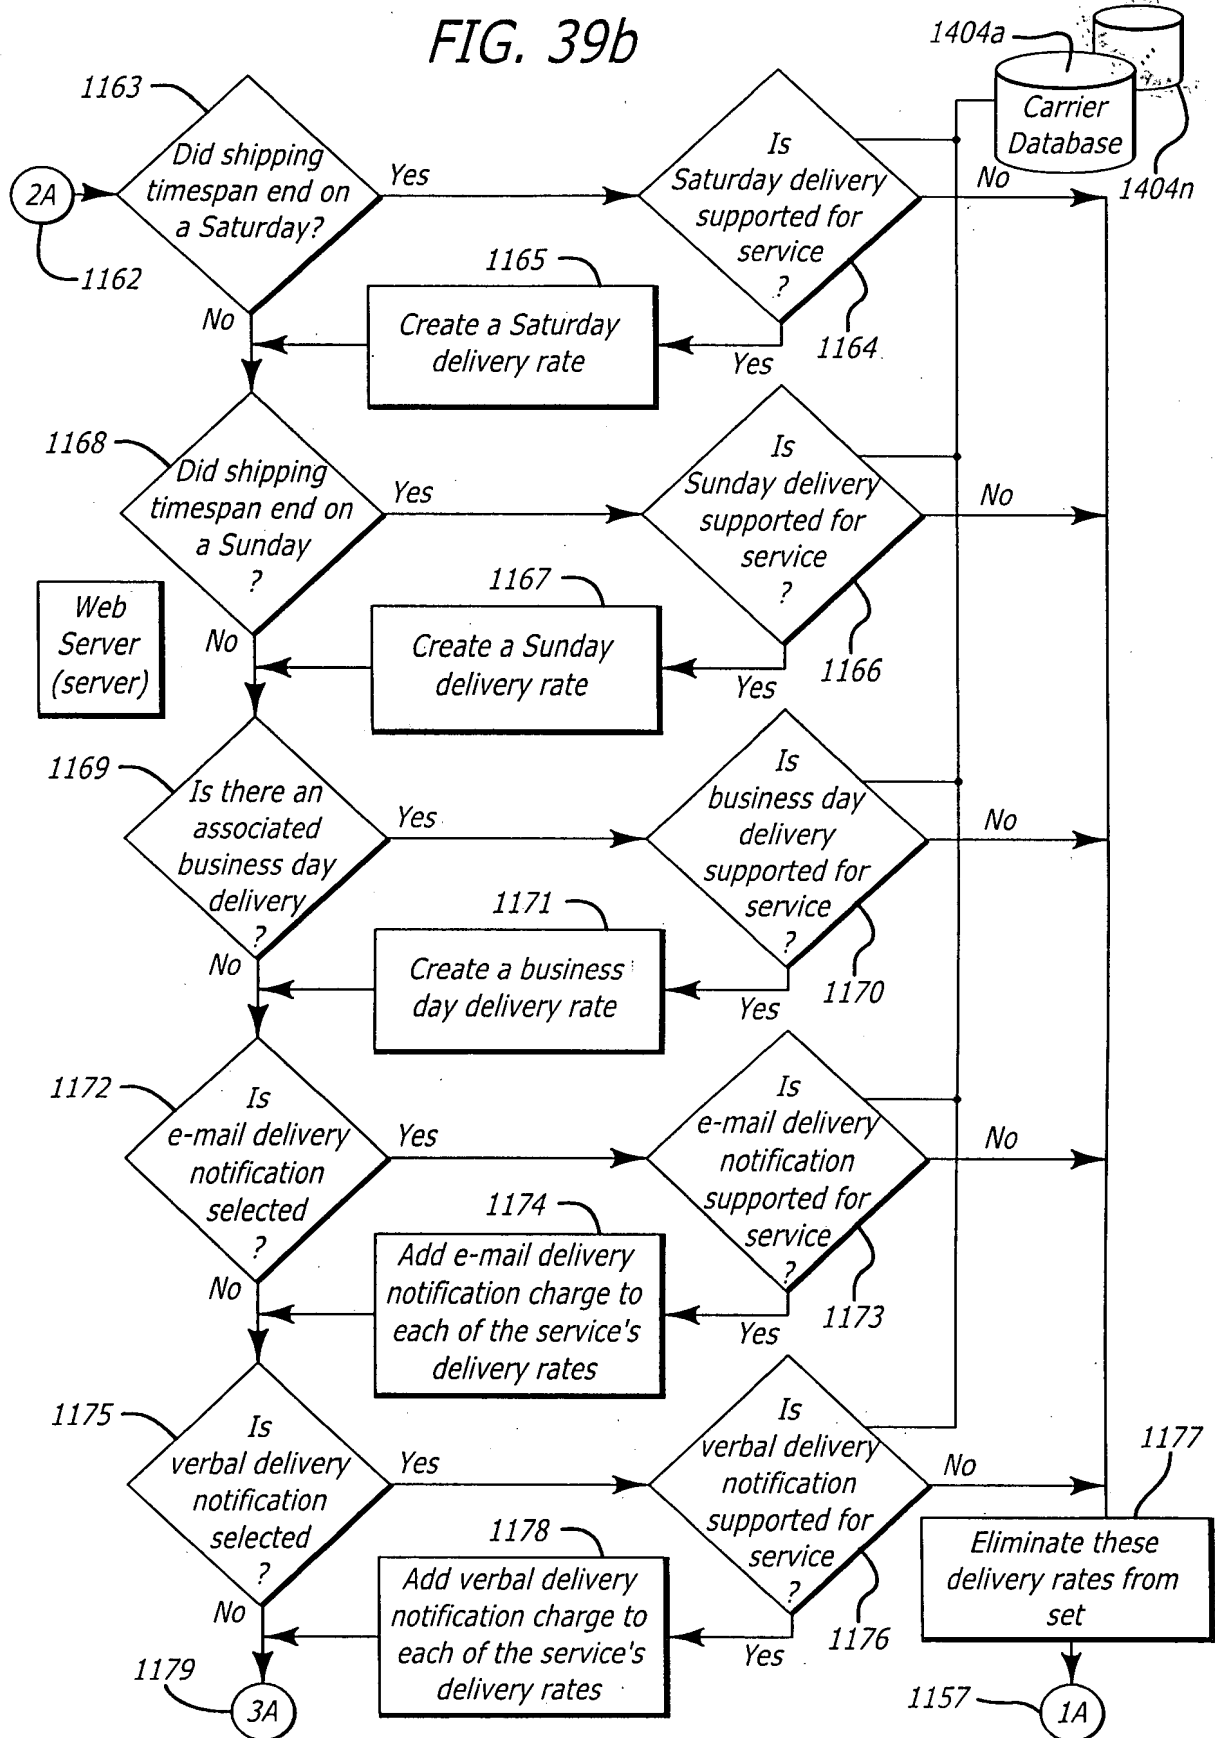 FIG. 39b
1404a
Carrier
Database
1404n
1163
Did shipping
timespan end on
a Saturday?
Yes
Is
Saturday delivery
supported for
service
?
No
2A
1162
1165
Create a Saturday
delivery rate
1164
No
Yes
1168
Did shipping
timespan end on
a Sunday
?
Yes
Is
Sunday delivery
supported for
service
?
No
Web
Server
(server)
1167
Create a Sunday
delivery rate
1166
No
Yes
1169
Is there an
associated
business day
delivery
?
Yes
Is
business day
delivery
supported for
service
?
No
1171
Create a business
day delivery rate
1170
No
Yes
1172
Is
e-mail delivery
notification
selected
?
Yes
Is
e-mail delivery
notification
supported for
service
?
No
1174
Add e-mail delivery
notification charge to
each of the service's
delivery rates
1173
No
Yes
1175
Is
verbal delivery
notification
selected
?
Yes
Is
verbal delivery
notification
supported for
service
?
No
1177
Eliminate these
delivery rates from
set
1178
Add verbal delivery
notification charge to
each of the service's
delivery rates
1176
No
Yes
1179
3A
1157
1A